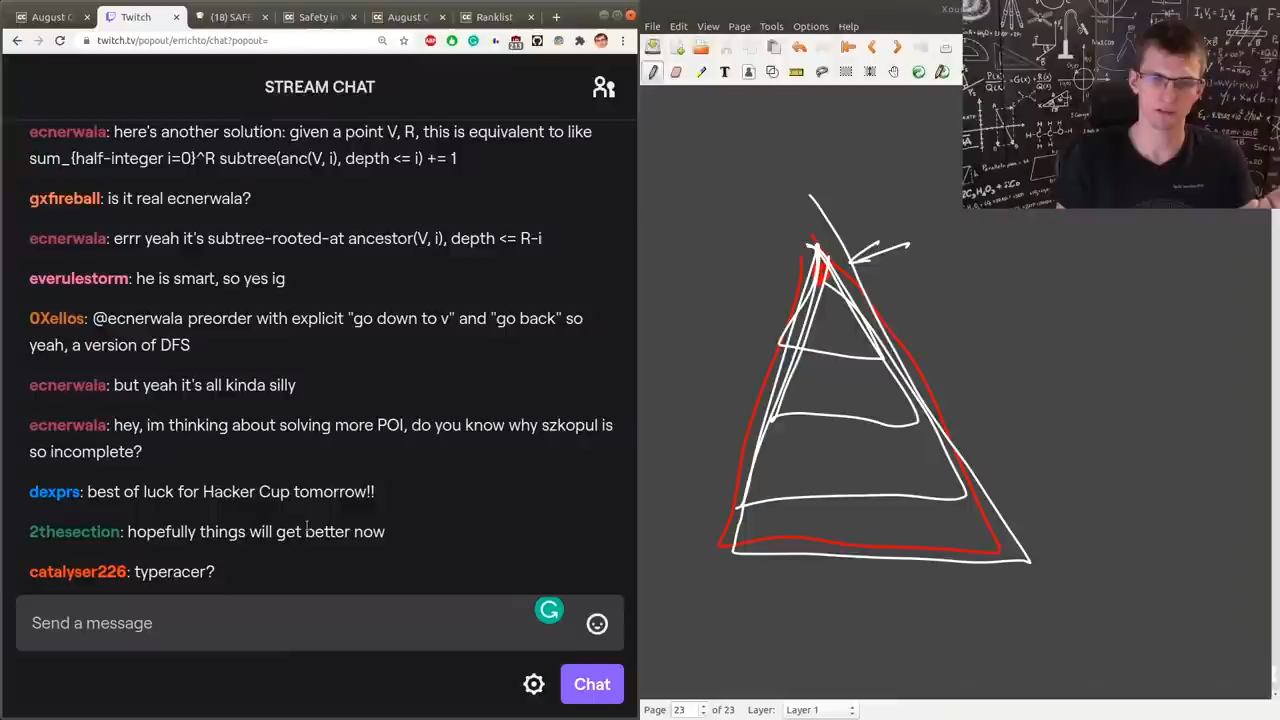 August C
Twitch
(18) SAFE
Safety in
August C
Ranklist
twitch.tv/popout/errichto/chat?popout=
213
STREAM CHAT
ecnerwala: here's another solution: given a point V, R, this is equivalent to like
sum_{half-integer i=0}^R subtree(anc(V, i), depth <= i) += 1
gxfireball: is it real ecnerwala?
ecnerwala: errr yeah it's subtree-rooted-at ancestor(V, i), depth <= R-i
everulestorm: he is smart, so yes ig
0Xellos: @ecnerwala preorder with explicit "go down to v" and "go back" so
yeah, a version of DFS
ecnerwala: but yeah it's all kinda silly
ecnerwala: hey, im thinking about solving more POI, do you know why szkopul is
so incomplete?
dexprs: best of luck for Hacker Cup tomorrow!!
2thesection: hopefully things will get better now
catalyser226: typeracer?
Send a message
Chat
File Edit View Page Tools Options Help
T
Page 23 of 23 Layer: Layer 1